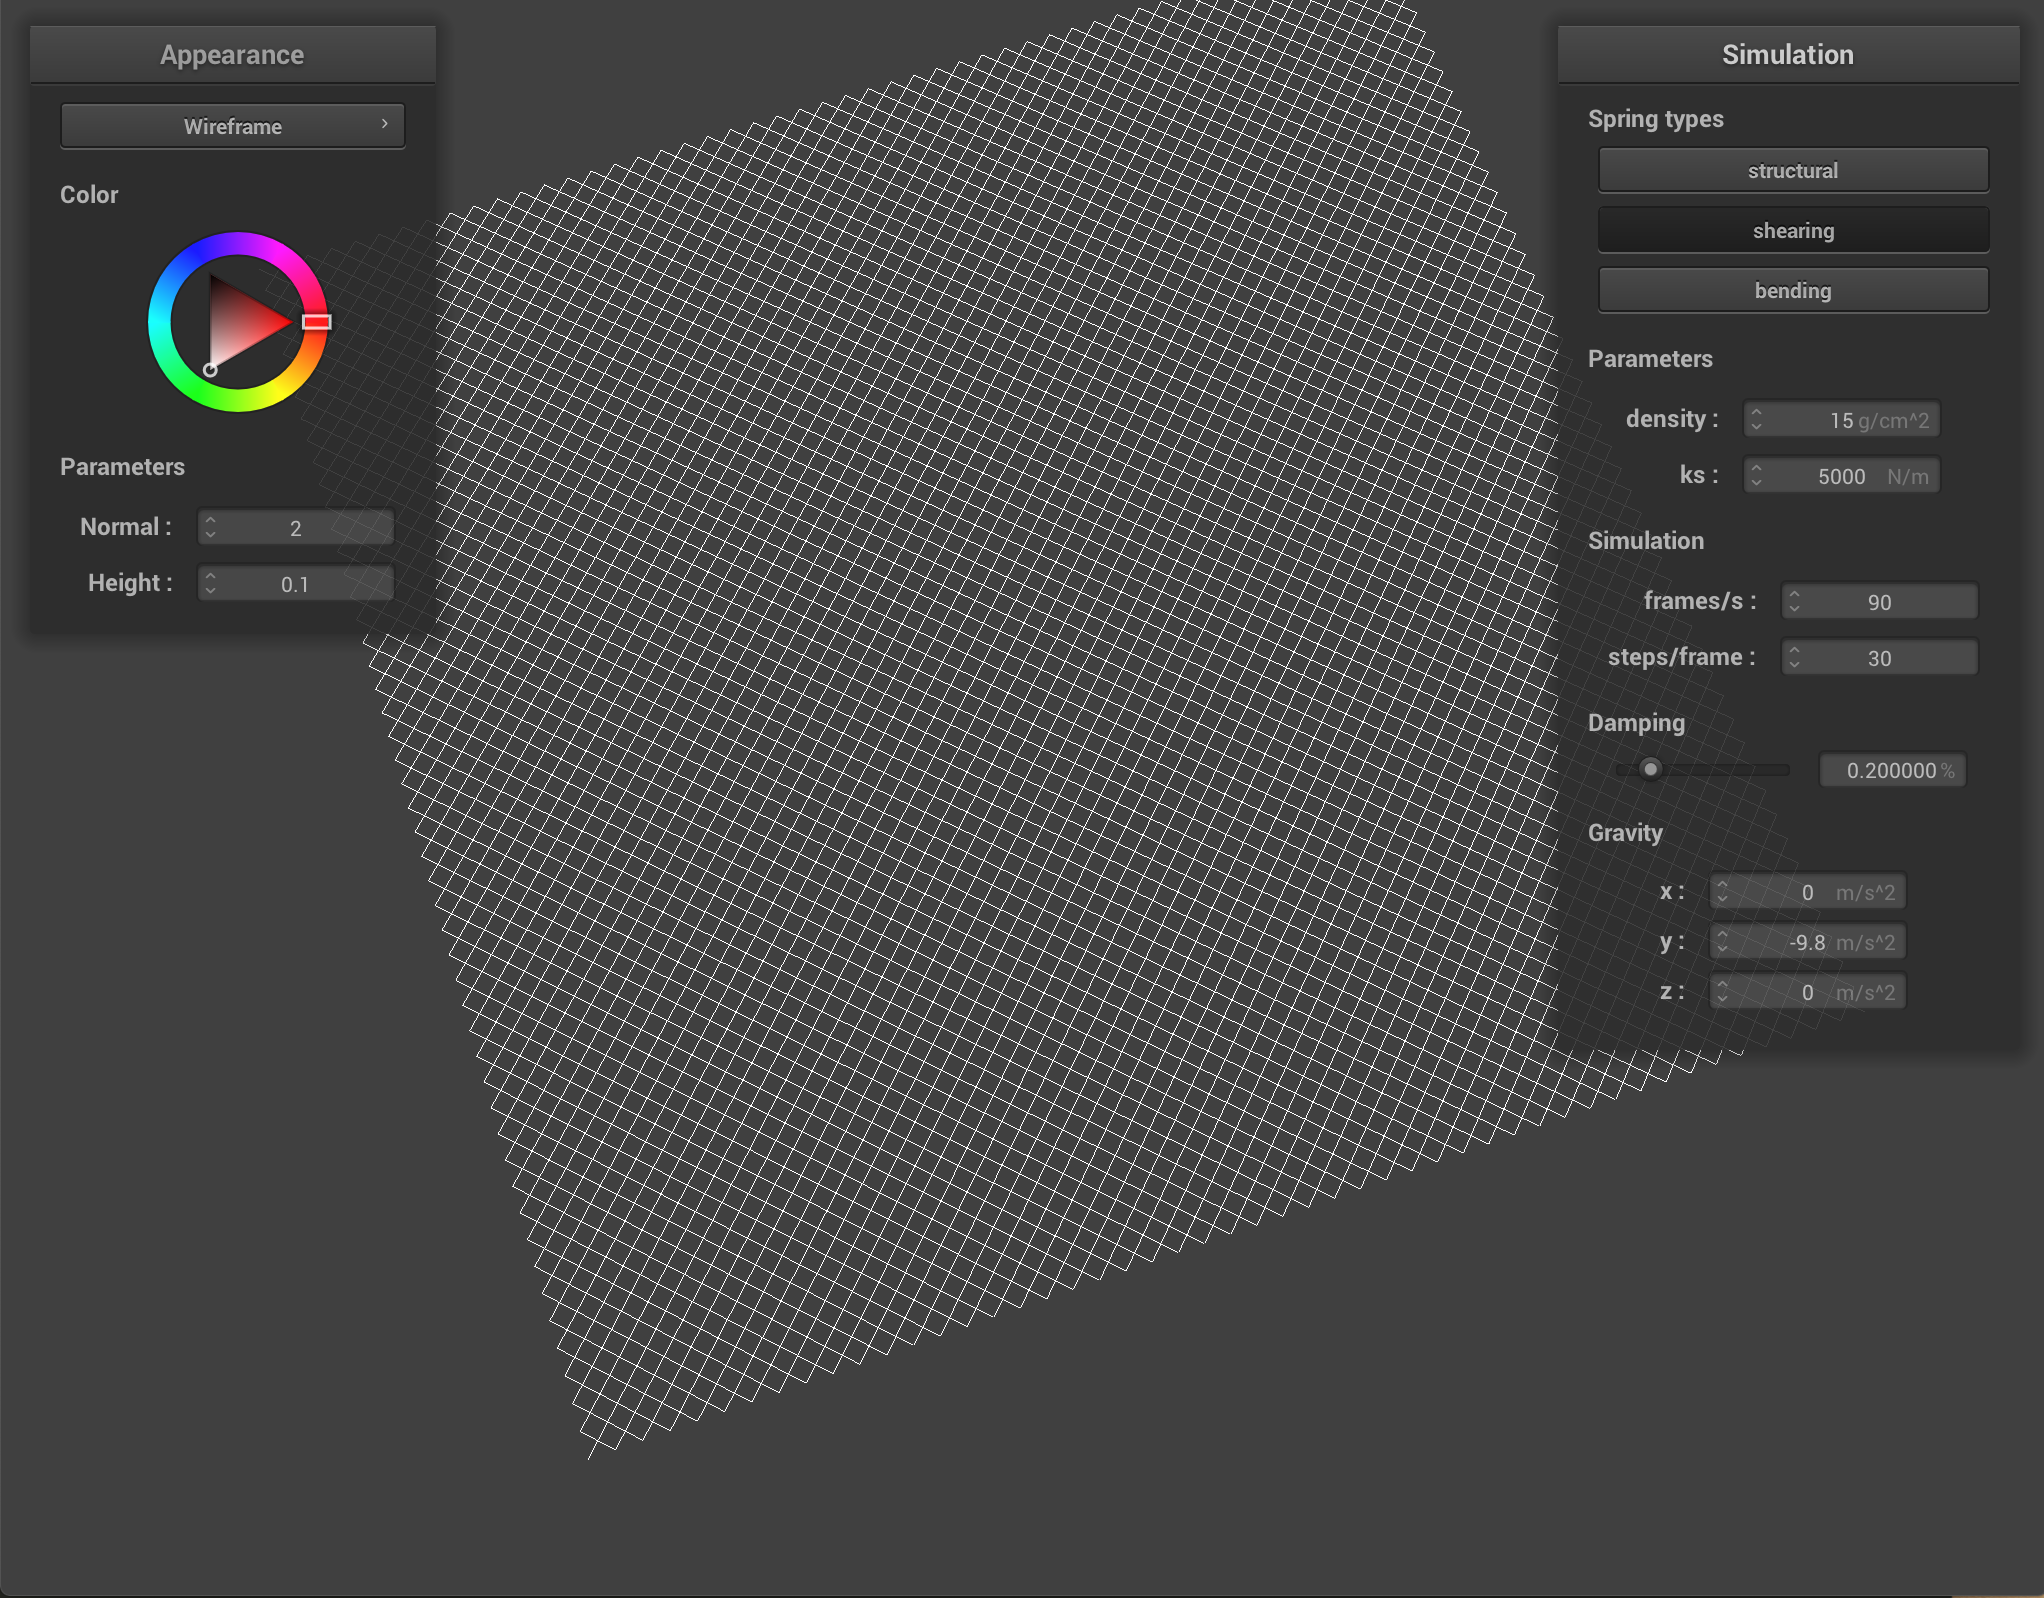 Appearance
Wireframe
Color
Parameters
Normal : 2
Height : 0.1
Simulation
Spring types
structural
shearing
bending
Parameters
density : 15 g/cm^2
ks : 5000 N/m
Simulation
frames/s : 90
steps/frame : 30
Damping
0.200000 %
Gravity
x : 0 m/s^2
y : -9.8 m/s^2
z : 0 m/s^2